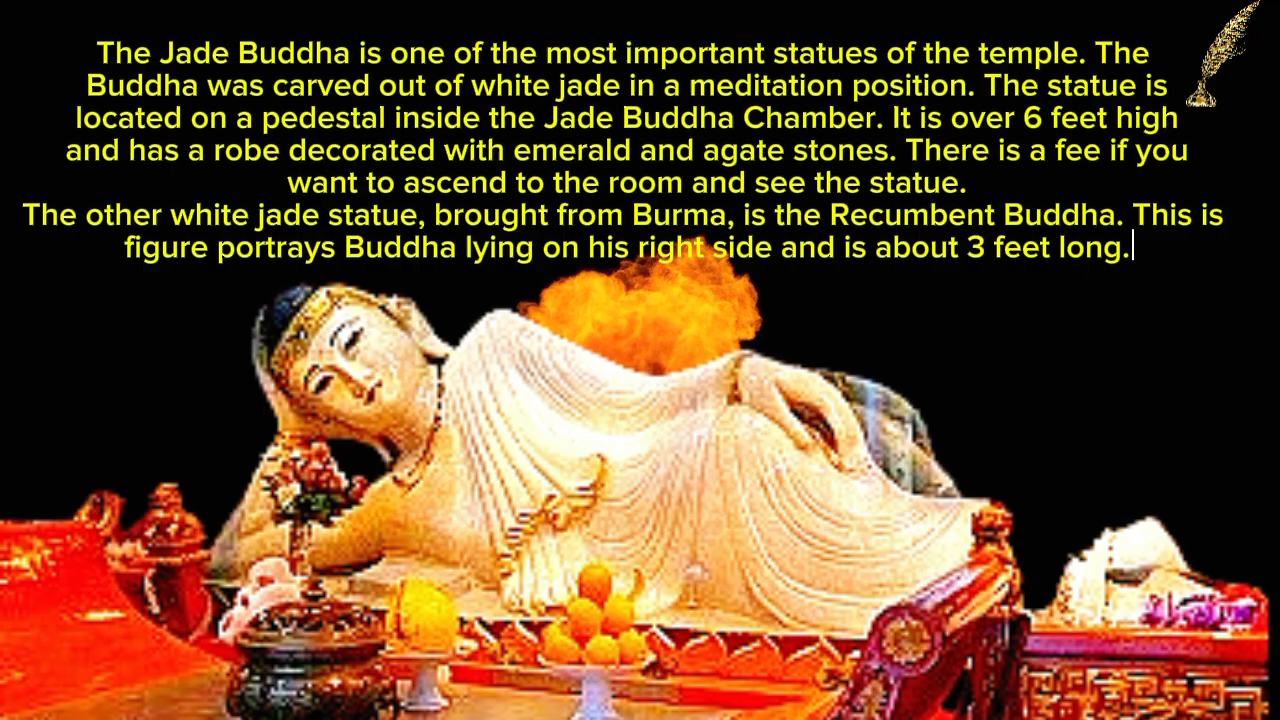 The Jade Buddha is one of the most important statues of the temple. The
Buddha was carved out of white jade in a meditation position. The statue is
located on a pedestal inside the Jade Buddha Chamber. It is over 6 feet high
and has a robe decorated with emerald and agate stones. There is a fee if you
want to ascend to the room and see the statue.
The other white jade statue, brought from Burma, is the Recumbent Buddha. This is
figure portrays Buddha lying on his right side and is about 3 feet long.